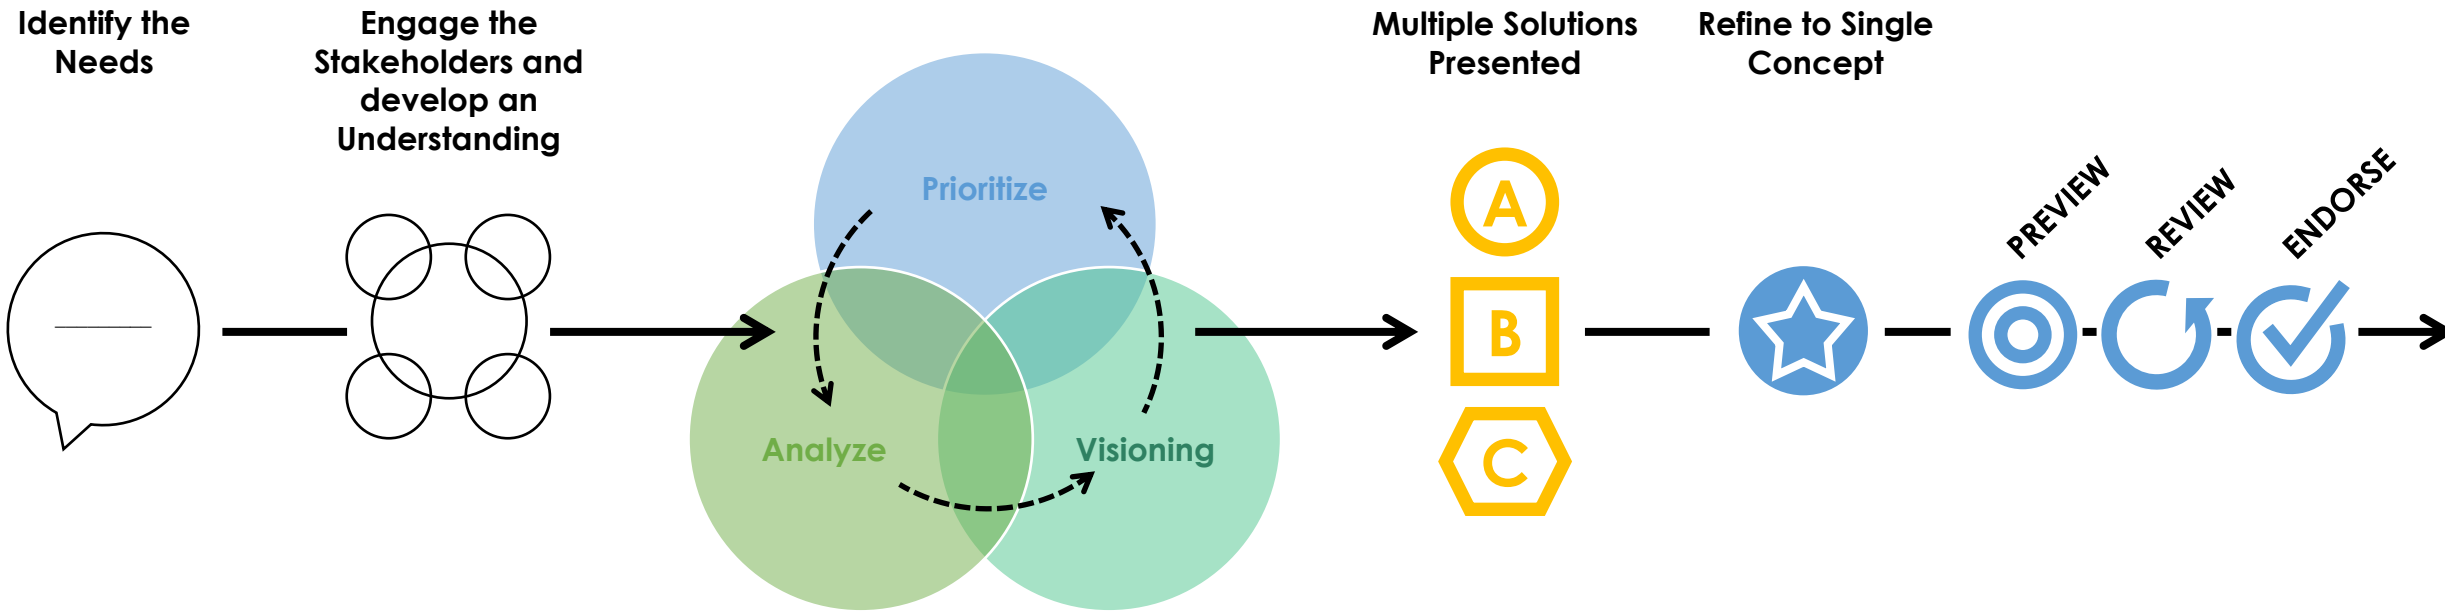 Identify the
Needs
Engage the
Stakeholders and
develop an
Understanding
Prioritize
Analyze
Visioning
Multiple Solutions
Presented
A
B
C
Refine to Single
Concept
PREVIEW
REVIEW
ENDORSE